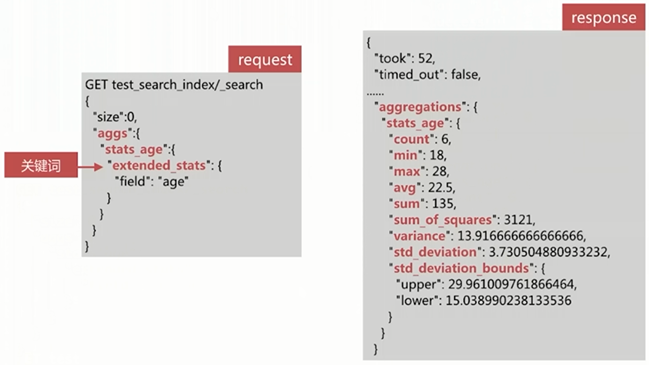 request
GET test_search_index/_search
{
"size":0,
"aggs":{
"stats_age":{
关键词
"extended_stats": {
"field": "age"
}
}
}
}
response
{
"took": 52,
"timed_out": false,
......
"aggregations": {
"stats_age": {
"count": 6,
"min": 18,
"max": 28,
"avg": 22.5,
"sum": 135,
"sum_of_squares": 3121,
"variance": 13.916666666666666,
"std_deviation": 3.730504880933232,
"std_deviation_bounds": {
"upper": 29.961009761866464,
"lower": 15.038990238133536
}
}
}